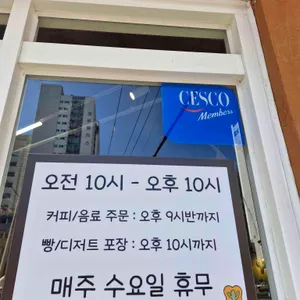 CESCO
Members
오전 10시 - 오후 10시
커피/음료 주문 : 오후 9시반까지
빵/디저트 포장 : 오후 10시까지
매주 수요일 휴무